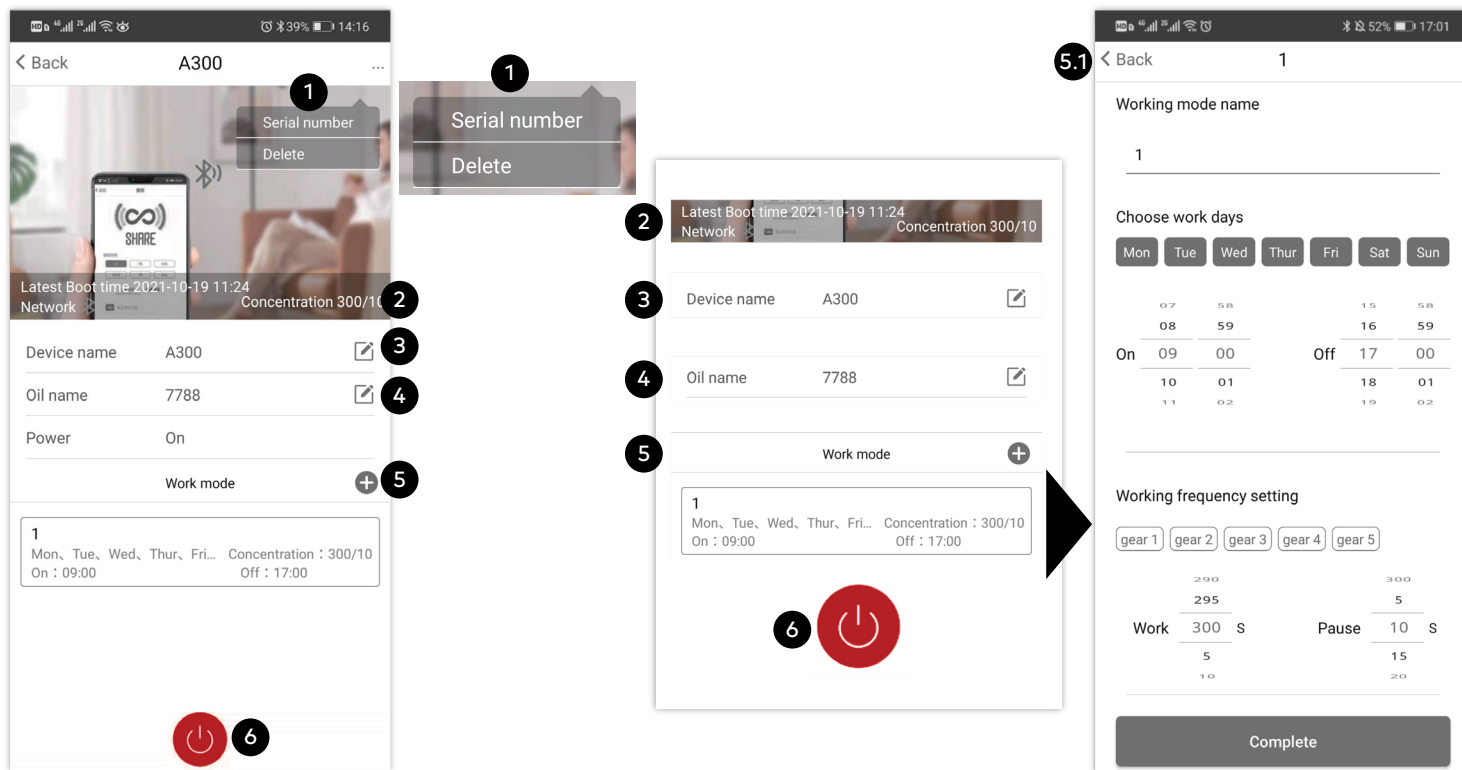 HD 4G 2G 39% 14:16
Back A300 ...
1
Serial number
Delete
SHARE
Latest Boot time 2021-10-19 11:24
Network Concentration 300/10
2
Device name A300
3
Oil name 7788
4
Power On
Work mode
5
1
Mon、Tue、Wed、Thur、Fri... Concentration：300/10
On：09:00 Off：17:00
6
1
Serial number
Delete
2
Latest Boot time 2021-10-19 11:24
Network Concentration 300/10
3
Device name A300
4
Oil name 7788
5
Work mode
1
Mon、Tue、Wed、Thur、Fri... Concentration：300/10
On：09:00 Off：17:00
6
HD 4G 2G 52% 17:01
5.1
Back 1
Working mode name
1
Choose work days
Mon Tue Wed Thur Fri Sat Sun
07 58 15 58
08 59 16 59
On 09 00 Off 17 00
10 01 18 01
11 02 19 02
Working frequency setting
gear 1 gear 2 gear 3 gear 4 gear 5
290 300
295 5
Work 300 S Pause 10 S
5 15
10 20
Complete